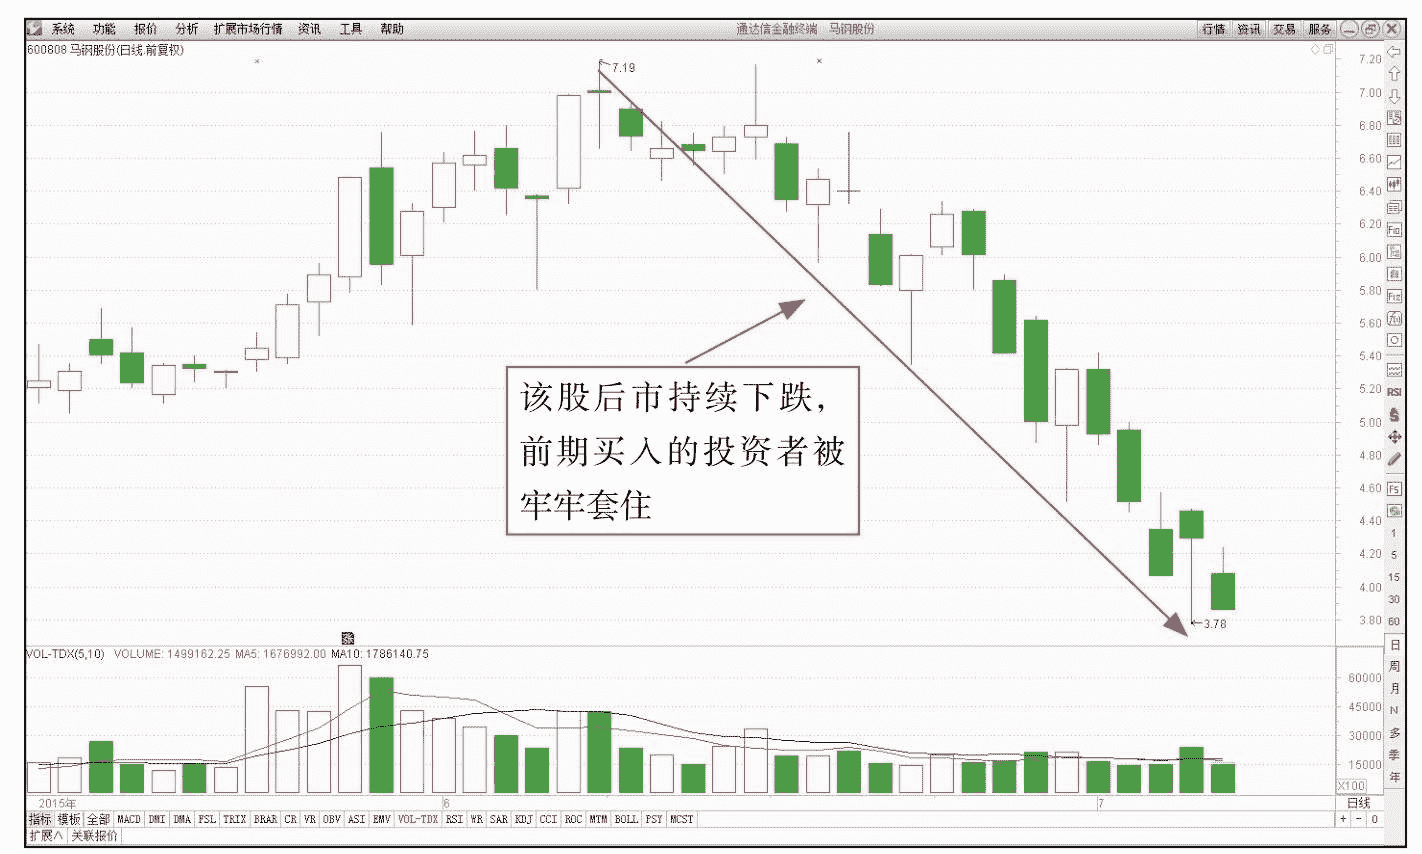 系统 功能 报价 分析 扩展市场行情 资讯 工具 帮助 通达信金融终端 马钢股份 行情 资讯 交易 服务
600808 马钢股份(日线.前复权)
7.19
7.20
7.00
6.80
6.60
6.40
6.20
6.00
5.80
5.60
5.40
5.20
5.00
4.80
4.60
4.40
4.20
4.00
3.80
该股后市持续下跌，
前期买入的投资者被
牢牢套住
3.78
涨
VOL-TDX(5,10) VOLUME: 1499162.25 MA5: 1676992.00 MA10: 1786140.75
60000
45000
30000
15000
X100
2015年 6 7 日线
指标 模板 全部 MACD DMI DMA FSL TRIX BRAR CR VR OBV ASI EMV VOL-TDX RSI WR SAR KDJ CCI ROC MTM BOLL PSY MCST + - 0
扩展∧ 关联报价
RSI
F5
1
5
15
30
60
日
周
月
N
多
季
年